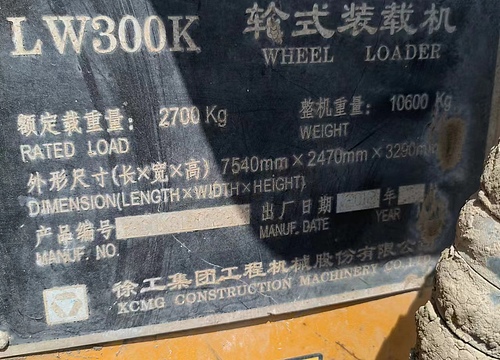 LW300K 轮式装载机
WHEEL LOADER
额定载重量: 2700 Kg 整机重量: 10600 Kg
RATED LOAD WEIGHT
外形尺寸(长×宽×高) 7540mm×2470mm×3290mm
DIMENSION(LENGTH×WIDTH×HEIGHT)
产品编号 出厂日期 年
MANUF. NO. MANUF. DATE YEAR
徐工集团工程机械股份有限公
XCMG CONSTRUCTION MACHINERY CO.,LTD